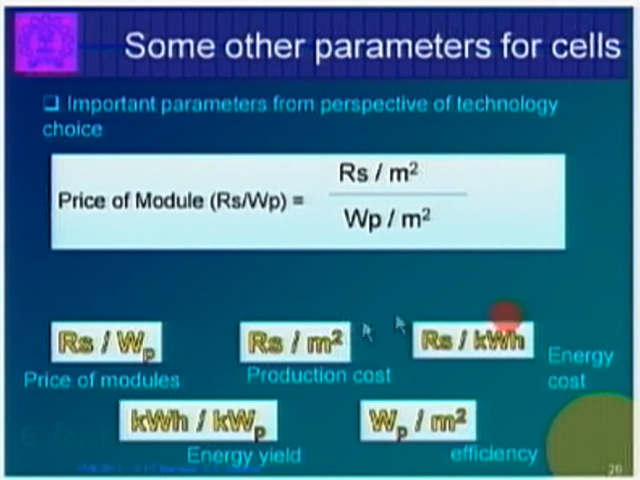 Some other parameters for cells
❑ Important parameters from perspective of technology
choice
Price of Module (Rs/Wp) =
Rs / m²
Wp / m²
Rs / Wp
Rs / m²
Rs / kWh
Price of modules
Production cost
Energy
cost
kWh / kWp
Wp / m²
Energy yield
efficiency